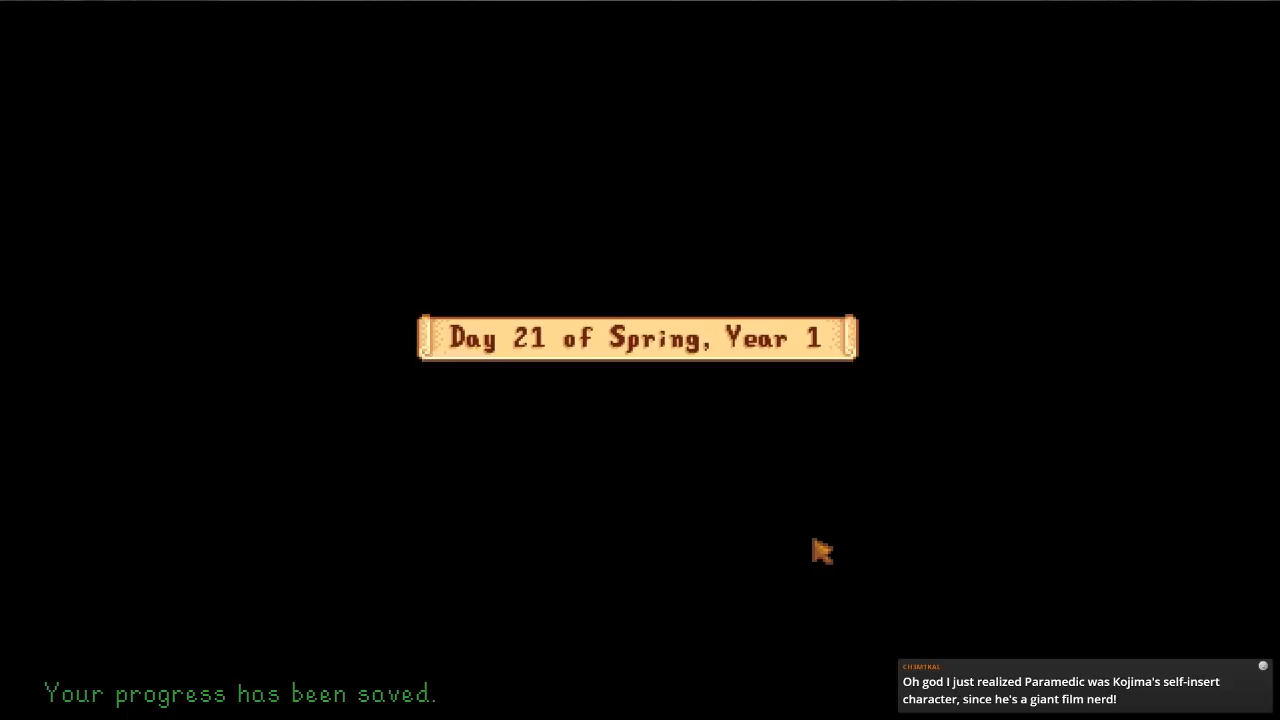 Day 21 of Spring, Year 1
Your progress has been saved.
CH3M1KAL
Oh god I just realized Paramedic was Kojima's self-insert
character, since he's a giant film nerd!